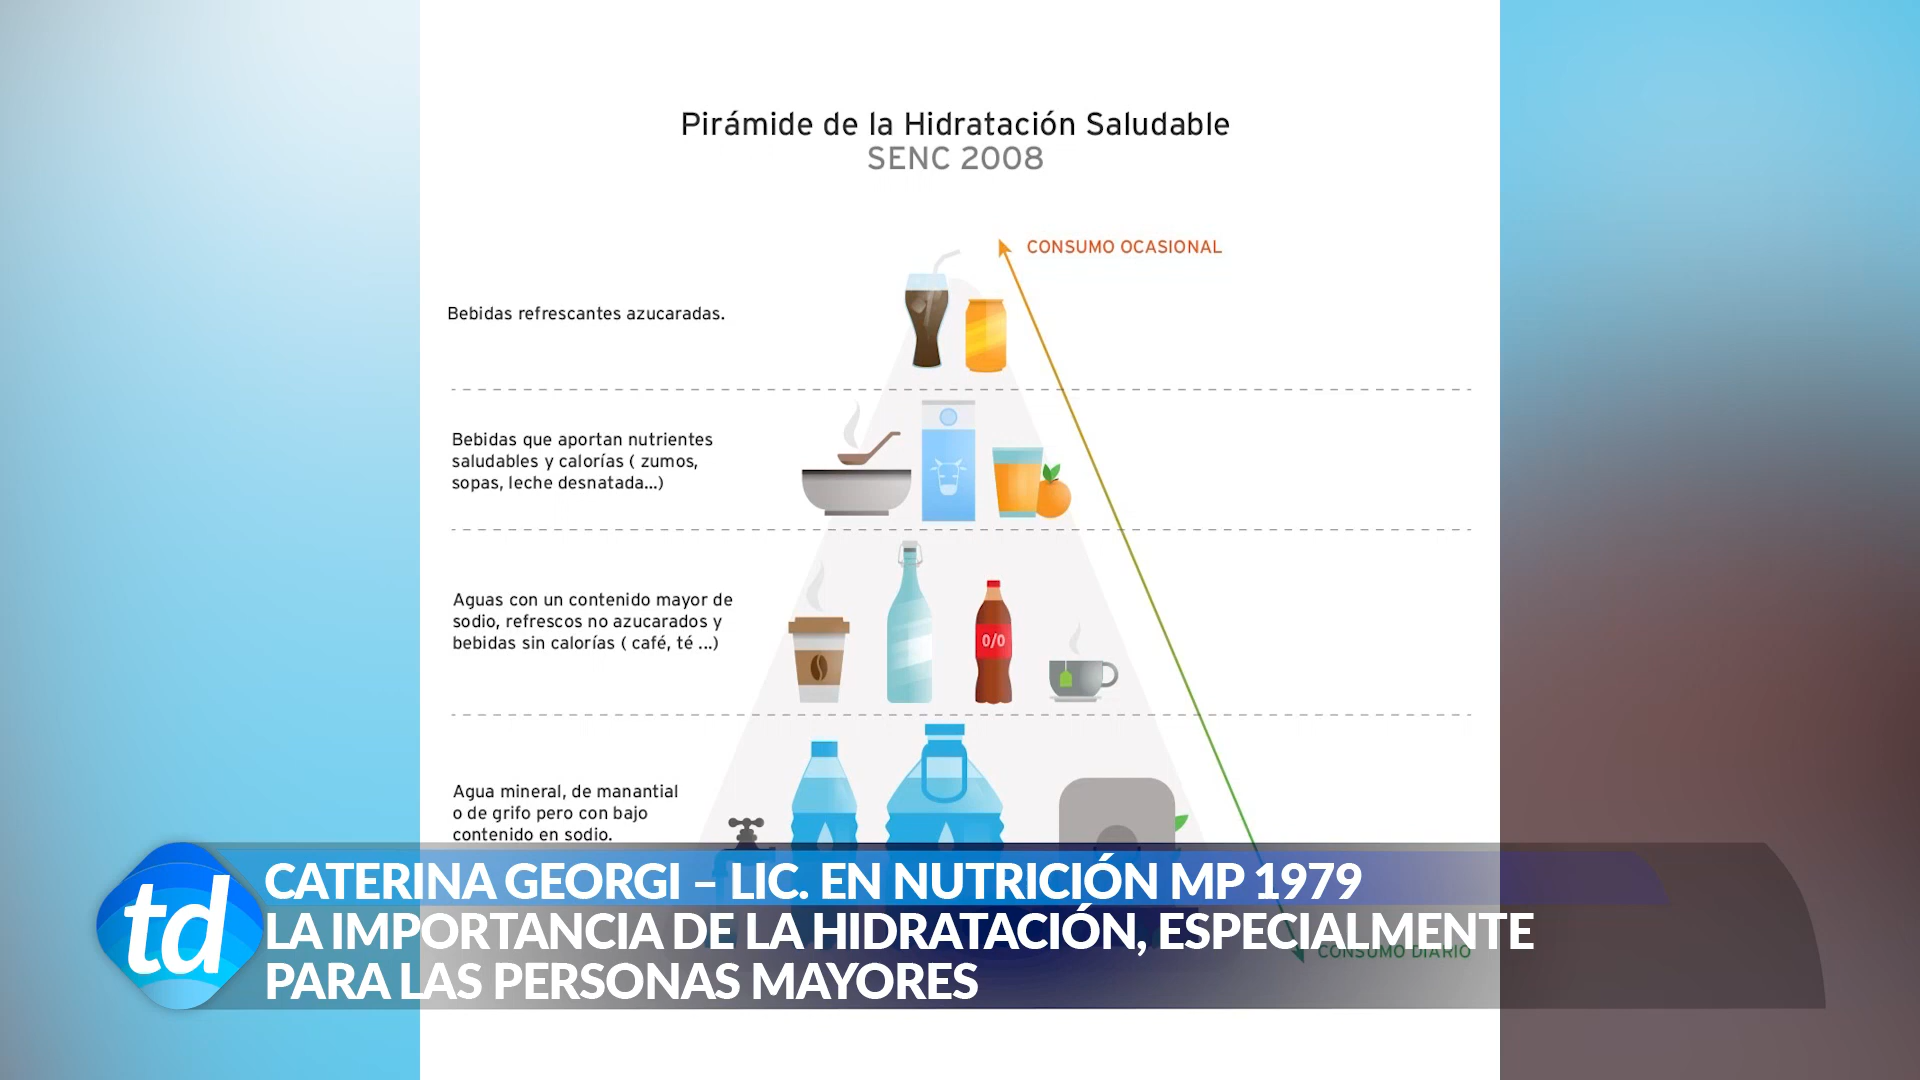 Pirámide de la Hidratación Saludable
SENC 2008
CONSUMO OCASIONAL
Bebidas refrescantes azucaradas.
Bebidas que aportan nutrientes
saludables y calorías ( zumos,
sopas, leche desnatada...)
Aguas con un contenido mayor de
sodio, refrescos no azucarados y
bebidas sin calorías ( café, té ...)
0/0
Agua mineral, de manantial
o de grifo pero con bajo
contenido en sodio.
td
CATERINA GEORGI – LIC. EN NUTRICIÓN MP 1979
LA IMPORTANCIA DE LA HIDRATACIÓN, ESPECIALMENTE
PARA LAS PERSONAS MAYORES
CONSUMO DIARIO